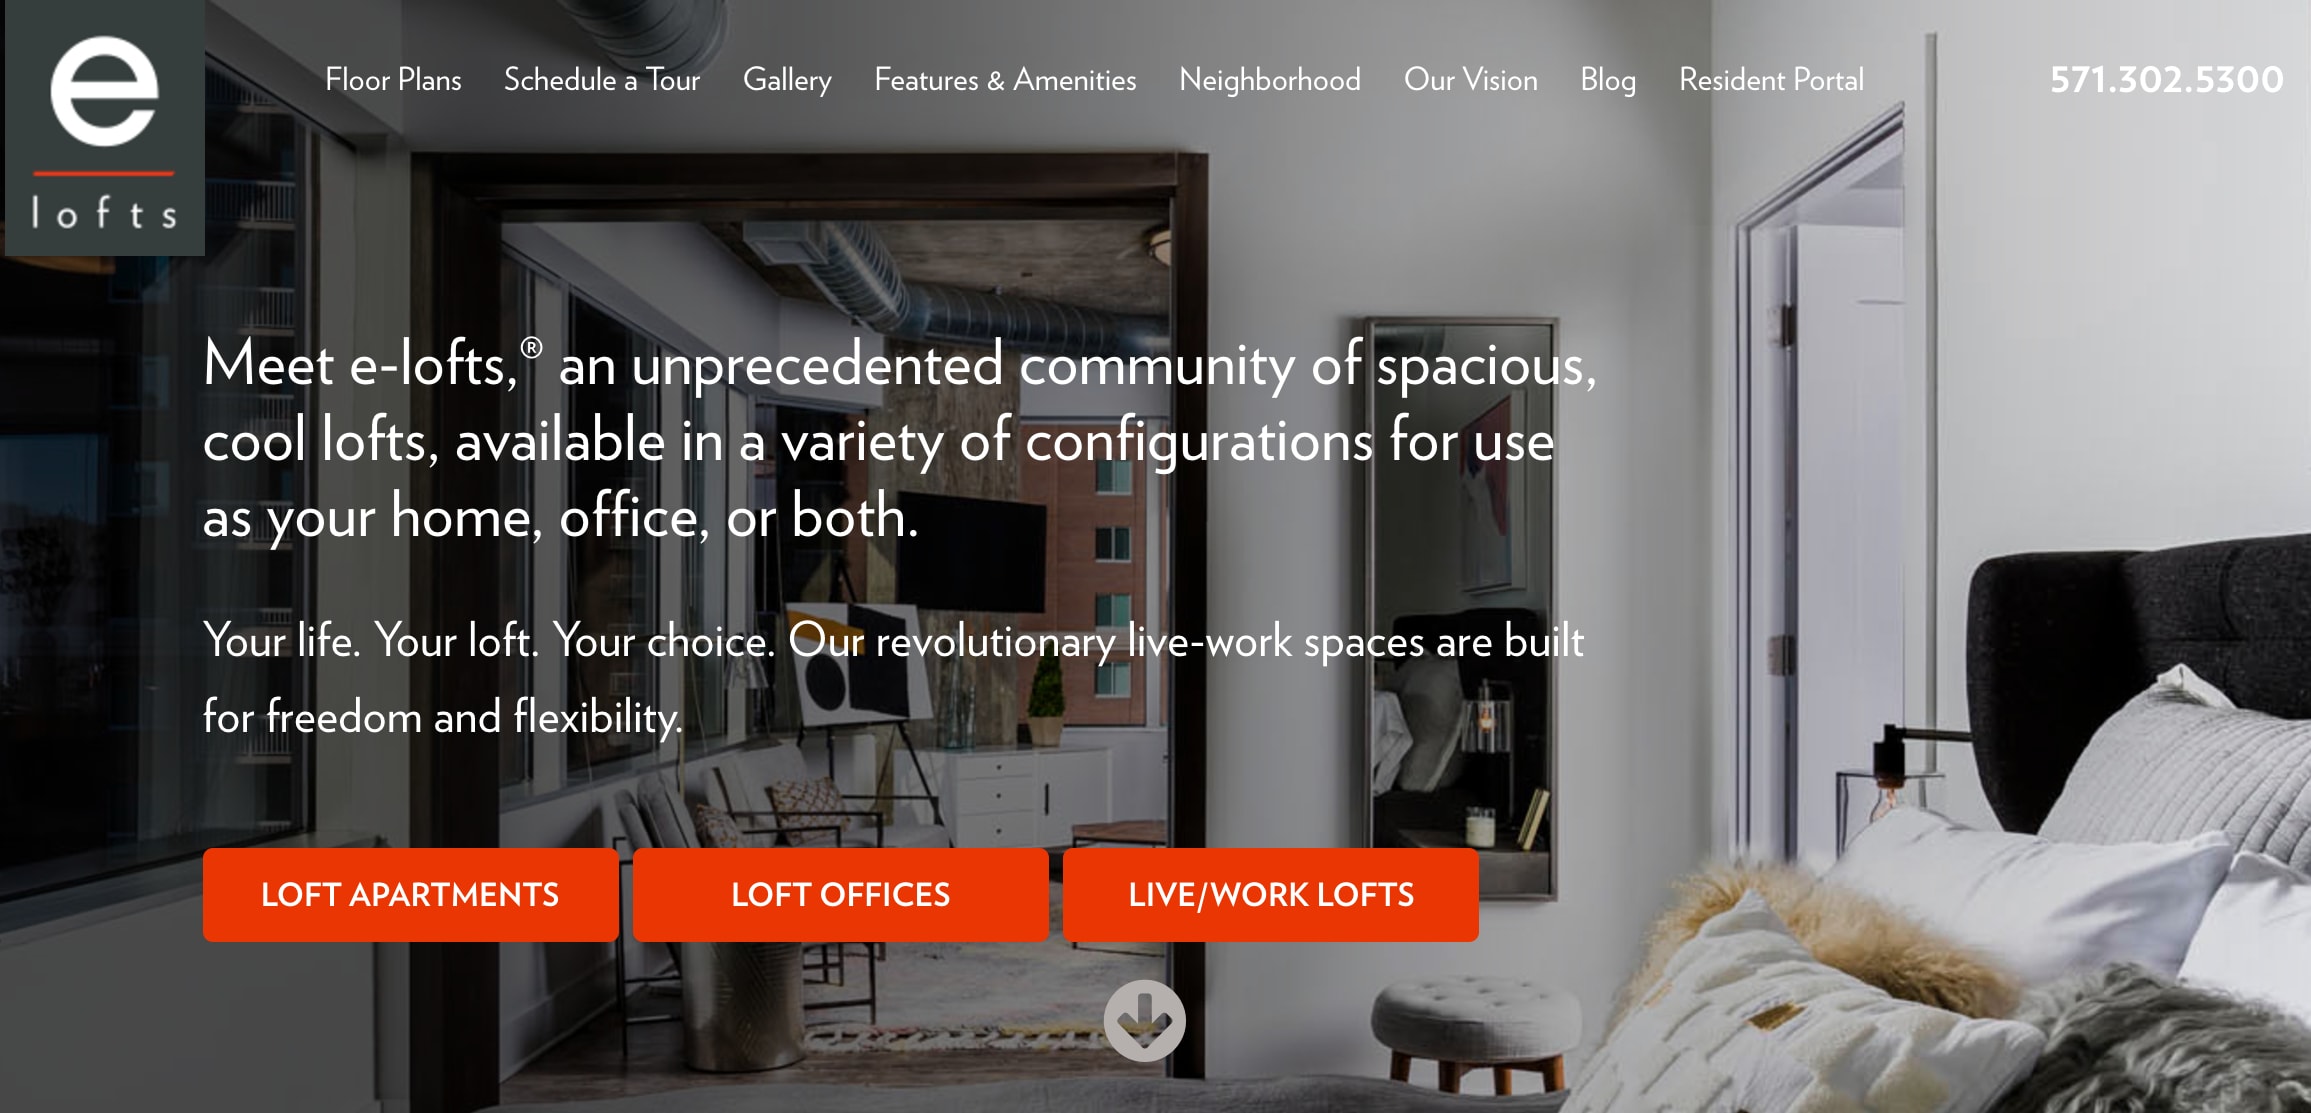 e
lofts
Floor Plans Schedule a Tour Gallery Features & Amenities Neighborhood Our Vision Blog Resident Portal 571.302.5300
Meet e-lofts,® an unprecedented community of spacious,
cool lofts, available in a variety of configurations for use
as your home, office, or both.
Your life. Your loft. Your choice. Our revolutionary live-work spaces are built
for freedom and flexibility.
LOFT APARTMENTS LOFT OFFICES LIVE/WORK LOFTS